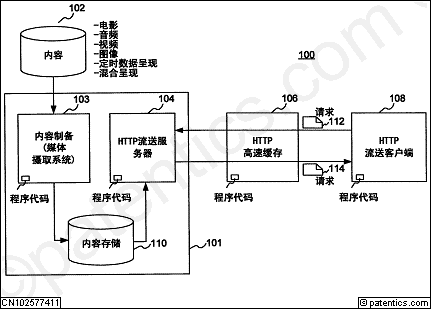 102
内容
-电影
-音频
-视频
-图像
-定时数据呈现
-混合呈现
100
103
内容制备
(媒体
摄取系统)
程序代码
104
HTTP流送服
务器
程序代码
106
HTTP
高速缓存
程序代码
请求
112
请求
114
108
HTTP
流送客户端
程序代码
内容存储
110
101
©patentics.com
CN102577411
© patentics.com